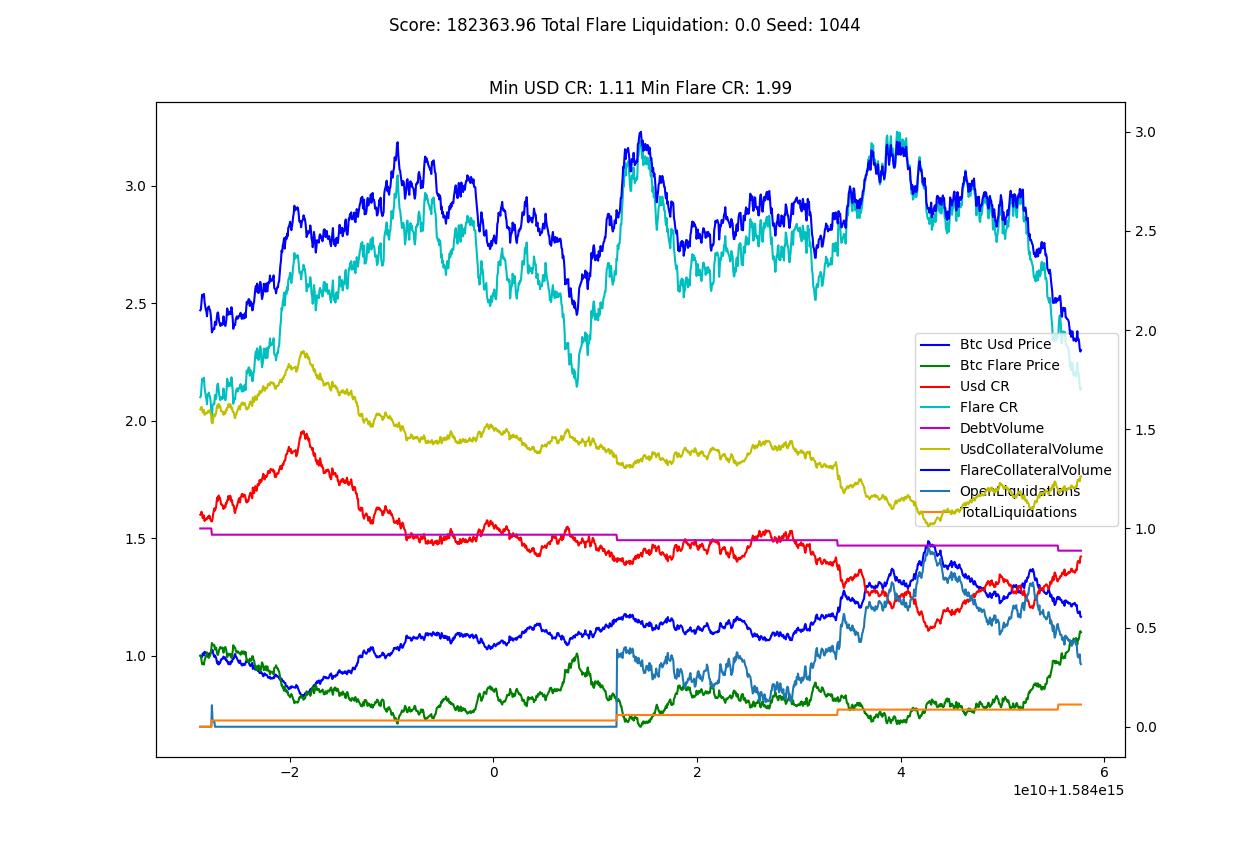 Score: 182363.96 Total Flare Liquidation: 0.0 Seed: 1044
Min USD CR: 1.11 Min Flare CR: 1.99
3.0
2.5
2.0
1.5
1.0
3.0
2.5
2.0
1.5
1.0
0.5
0.0
Btc Usd Price
Btc Flare Price
Usd CR
Flare CR
DebtVolume
UsdCollateralVolume
FlareCollateralVolume
OpenLiquidations
TotalLiquidations
−2 0 2 4 6
1e10+1.584e15